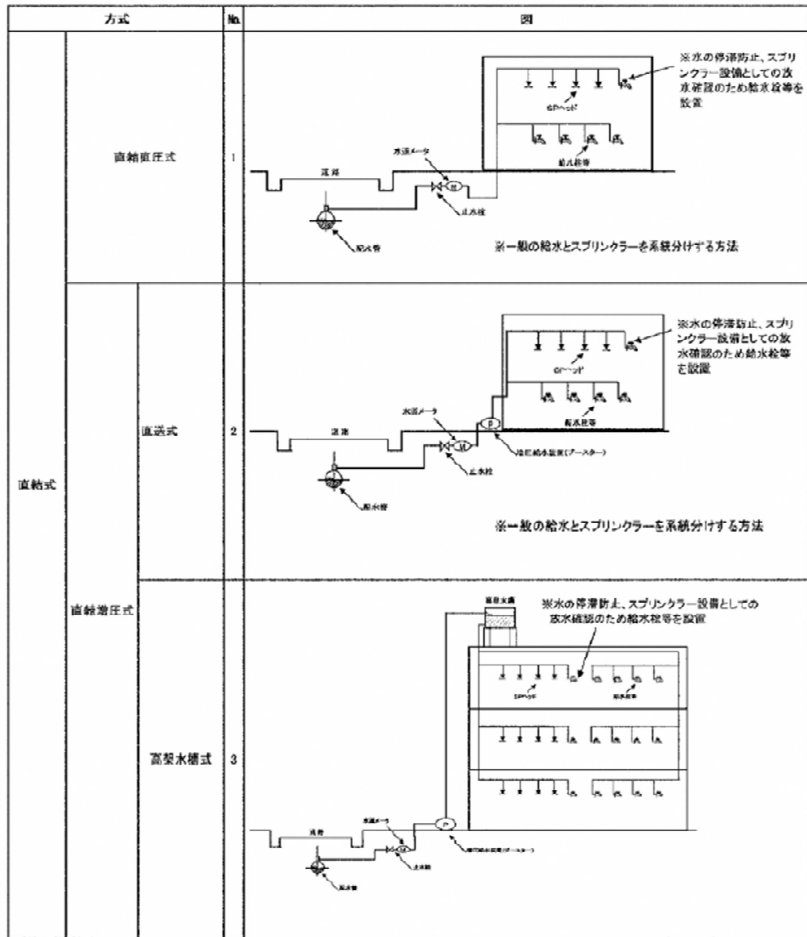 方式
No.
図
直結式
直結直圧式
1
※水の停滞防止、スプリ
ンクラー設備としての放
水確認のため給水栓等を
設置
SPヘッド
給水栓等
水道メータ
道路
M
止水栓
配水管
※一般の給水とスプリンクラーを系統分けする方法
直結増圧式
直送式
2
※水の停滞防止、スプリ
ンクラー設備としての放
水確認のため給水栓等
を設置
SPヘッド
給水栓等
水道メータ
道路
M
P
増圧給水装置(ブースター)
止水栓
配水管
※一般の給水とスプリンクラーを系統分けする方法
高架水槽式
3
高架水槽
※水の停滞防止、スプリンクラー設備としての
放水確認のため給水栓等を設置
SPヘッド
給水栓等
水道メータ
道路
M
P
増圧給水装置(ブースター)
止水栓
配水管